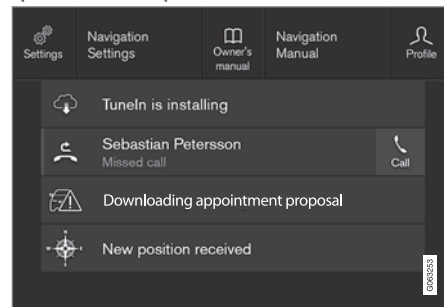 Settings
Navigation
Settings
Owner's
manual
Navigation
Manual
Profile
TuneIn is installing
Sebastian Petersson
Missed call
Call
Downloading appointment proposal
New position received
G063253